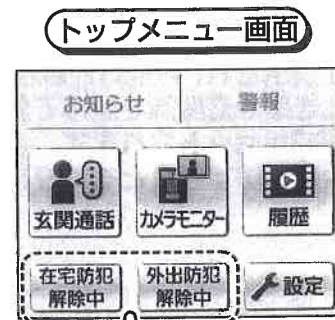 トップメニュー画面
お知らせ 警報
玄関通話 カメラモニター 履歴
在宅防犯 外出防犯 設定
解除中 解除中